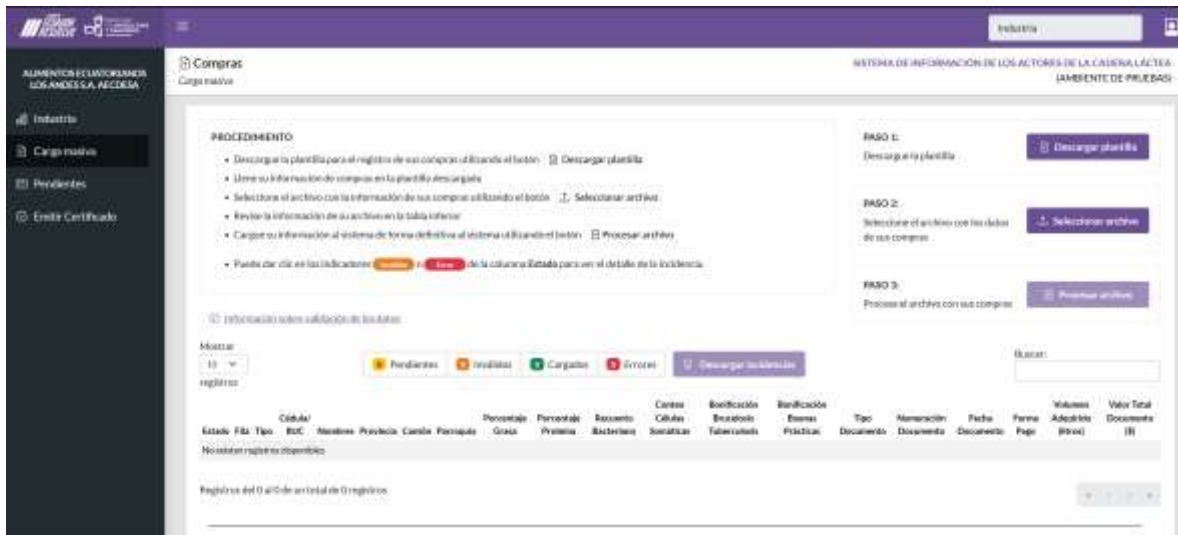 Industria
ALIMENTOS ECUATORIANOS
LOS ANDES S.A. AECDESA
Industria
Carga masiva
Pendientes
Emitir Certificado
Compras
Carga masiva
SISTEMA DE INFORMACIÓN DE LOS ACTORES DE LA CADENA LÁCTEA
(AMBIENTE DE PRUEBAS)
PROCEDIMIENTO
• Descargue la plantilla para el registro de sus compras utilizando el botón Descargar plantilla
• Llene su información de compras en la plantilla descargada
• Seleccione el archivo con la información de sus compras utilizando el botón Seleccionar archivo
• Revise la información de su archivo en la tabla inferior
• Cargue su información al sistema de forma definitiva al sistema utilizando el botón Procesar archivo
• Puede dar clic en los indicadores Inválido o Error de la columna Estado para ver el detalle de la incidencia.
PASO 1:
Descargue la plantilla
Descargar plantilla
PASO 2:
Seleccione el archivo con los datos
de sus compras
Seleccionar archivo
PASO 3:
Procese el archivo con sus compras
Procesar archivo
Información sobre validación de los datos
Mostrar
10
registros
0 Pendientes
0 Inválidos
0 Cargados
0 Errores
Descargar incidencias
Buscar:
Estado Fila Tipo Cédula/ RUC Nombre Provincia Cantón Parroquia Porcentaje Grasa Porcentaje Proteína Recuento Bacteriano Conteo Células Somáticas Bonificación Brucelosis Tuberculosis Bonificación Buenas Prácticas Tipo Documento Numeración Documento Fecha Documento Forma Pago Volumen Adquirido (litros) Valor Total Documento ($)
No existen registros disponibles
Registros del 0 al 0 de un total de 0 registros